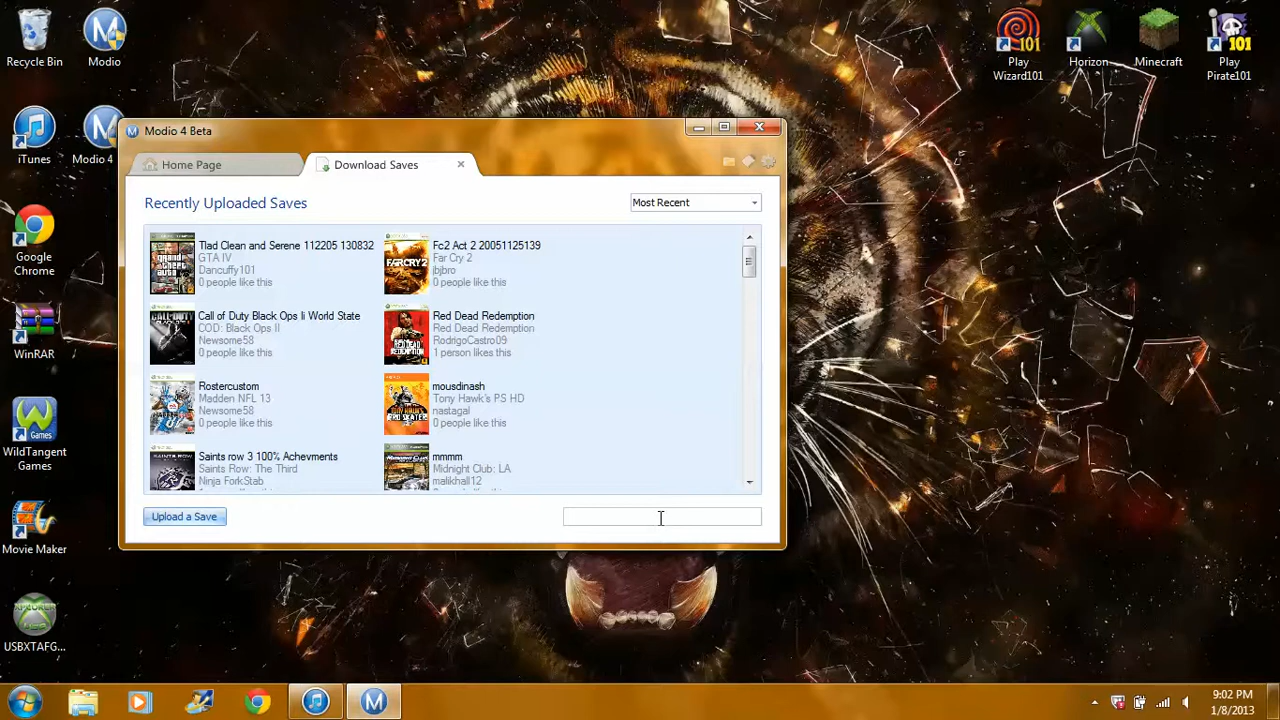 Recycle Bin
Modio
iTunes
Modio 4
Google
Chrome
WinRAR
WildTangent
Games
Movie Maker
USBXTAFG...
Play
Wizard101
Horizon
Minecraft
Play
Pirate101
Modio 4 Beta
Home Page
Download Saves
Recently Uploaded Saves
Most Recent
Tlad Clean and Serene 112205 130832
GTA IV
Dancuffy101
0 people like this
Fc2 Act 2 20051125139
Far Cry 2
jbjbro
0 people like this
Call of Duty Black Ops Ii World State
COD: Black Ops II
Newsome58
0 people like this
Red Dead Redemption
Red Dead Redemption
RodrigoCastro09
1 person likes this
Rostercustom
Madden NFL 13
Newsome58
0 people like this
mousdinash
Tony Hawk's PS HD
nastagal
0 people like this
Saints row 3 100% Achevments
Saints Row: The Third
Ninja ForkStab
mmmm
Midnight Club: LA
malikhall12
Upload a Save
9:02 PM
1/8/2013